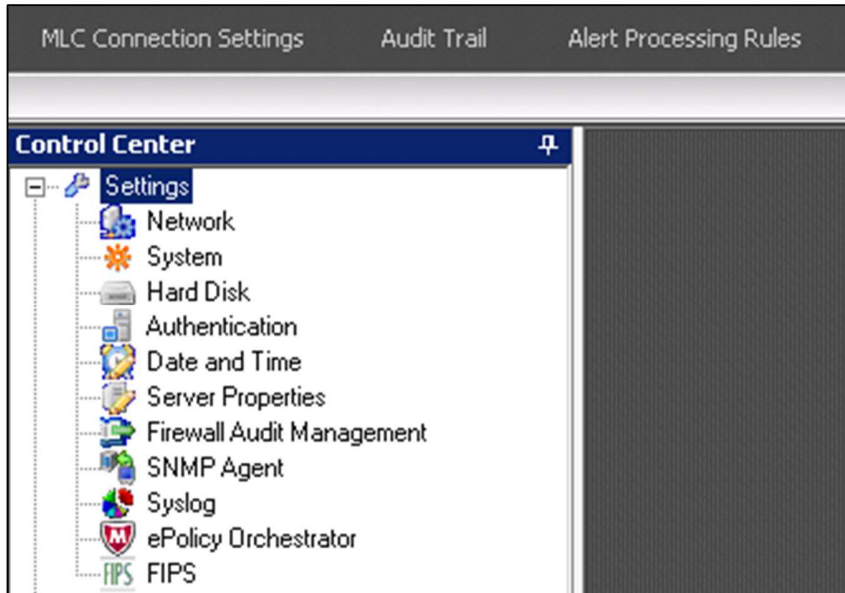 MLC Connection Settings Audit Trail Alert Processing Rules
Control Center
Settings
Network
System
Hard Disk
Authentication
Date and Time
Server Properties
Firewall Audit Management
SNMP Agent
Syslog
M ePolicy Orchestrator
FIPS FIPS